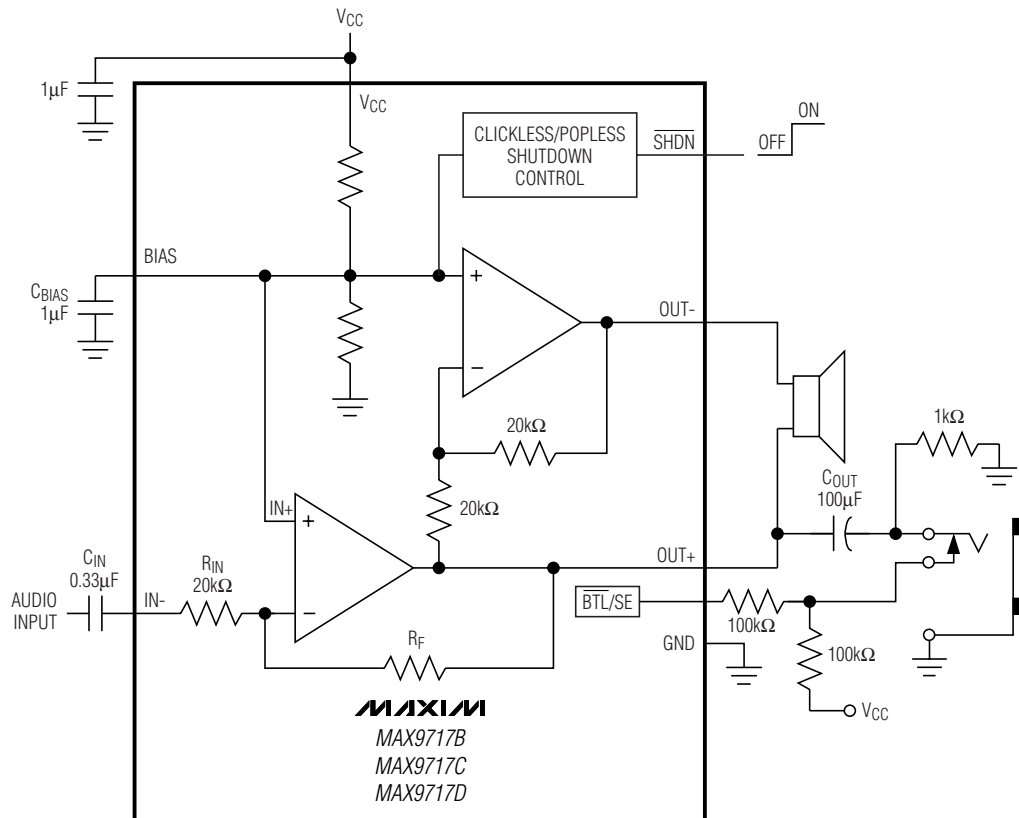 VCC
1µF
VCC
CLICKLESS/POPLESS
SHUTDOWN
CONTROL
SHDN
OFF
ON
BIAS
CBIAS
1µF
+
−
OUT-
20kΩ
20kΩ
1kΩ
COUT
100µF
IN+
+
−
OUT+
CIN
0.33µF
AUDIO
INPUT
IN-
RIN
20kΩ
RF
BTL/SE
100kΩ
GND
100kΩ
VCC
MAXIM
MAX9717B
MAX9717C
MAX9717D